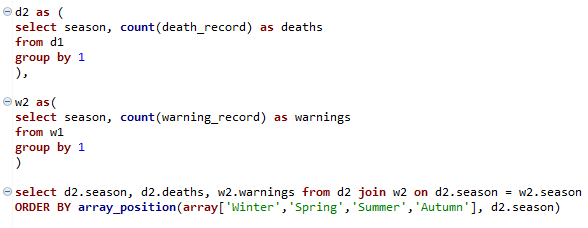 d2 as (
select season, count(death_record) as deaths
from d1
group by 1
),
w2 as(
select season, count(warning_record) as warnings
from w1
group by 1
)
select d2.season, d2.deaths, w2.warnings from d2 join w2 on d2.season = w2.season
ORDER BY array_position(array['Winter','Spring','Summer','Autumn'], d2.season)